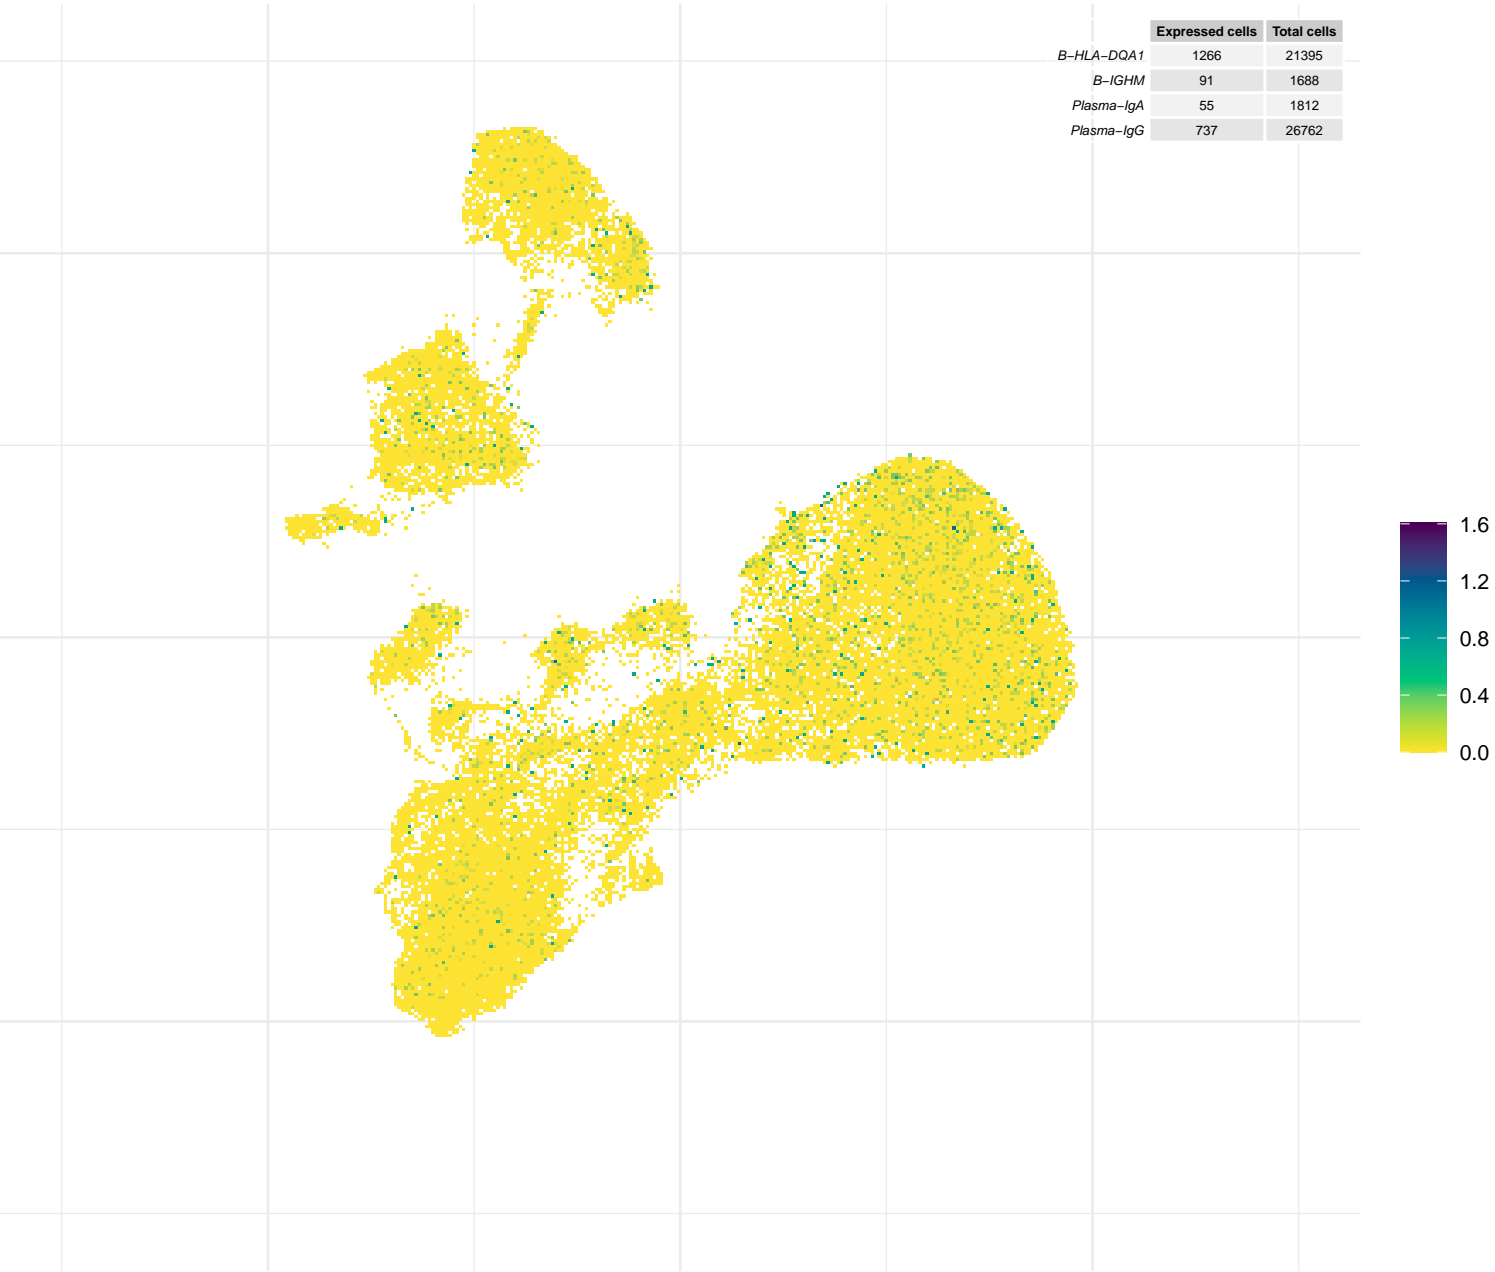 Expressed cells Total cells
B−HLA−DQA1 1266 21395
B−IGHM 91 1688
Plasma−IgA 55 1812
Plasma−IgG 737 26762
1.6
1.2
0.8
0.4
0.0